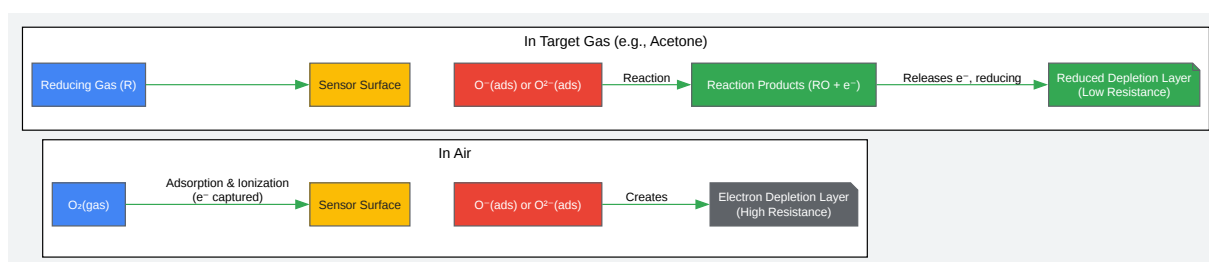 In Target Gas (e.g., Acetone)
Reducing Gas (R)
Sensor Surface
O⁻(ads) or O²⁻(ads)
Reaction
Reaction Products (RO + e⁻)
Releases e⁻, reducing
Reduced Depletion Layer
(Low Resistance)
In Air
O₂(gas)
Adsorption & Ionization
(e⁻ captured)
Sensor Surface
O⁻(ads) or O²⁻(ads)
Creates
Electron Depletion Layer
(High Resistance)